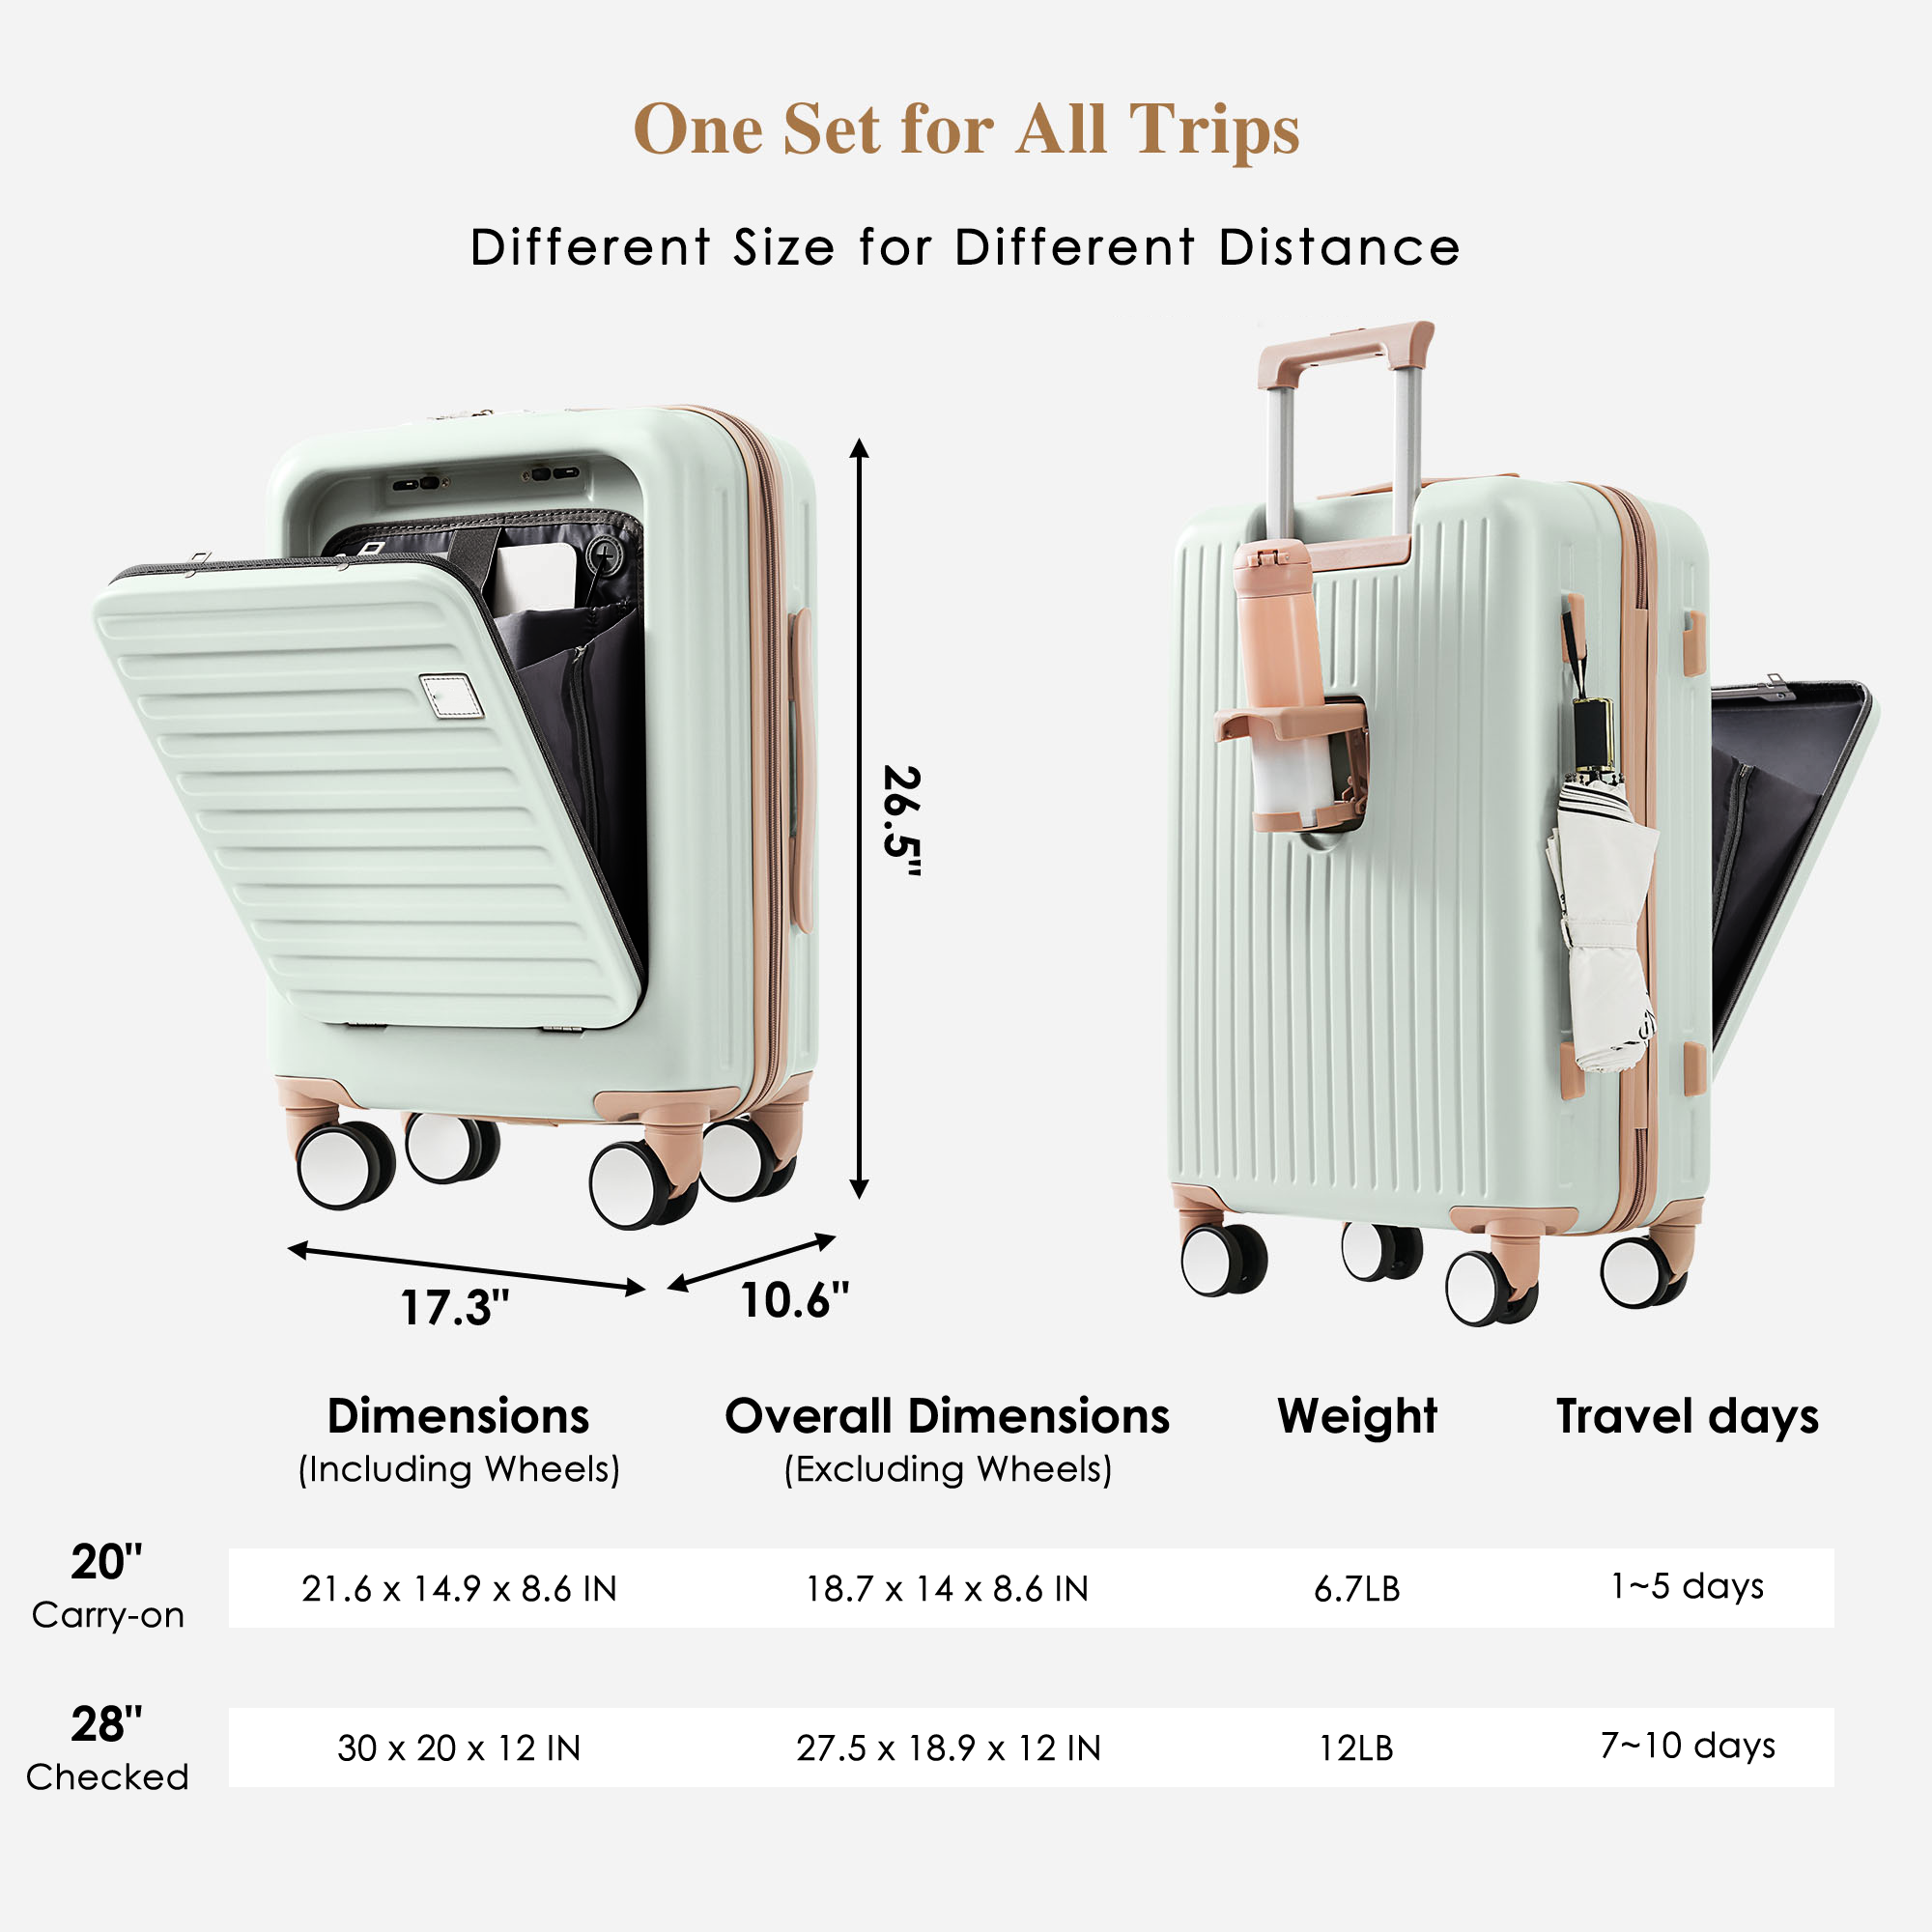 One Set for All Trips
Different Size for Different Distance
26.5"
17.3"
10.6"
Dimensions
(Including Wheels)
Overall Dimensions
(Excluding Wheels)
Weight
Travel days
20"
Carry-on
21.6 x 14.9 x 8.6 IN
18.7 x 14 x 8.6 IN
6.7LB
1~5 days
28"
Checked
30 x 20 x 12 IN
27.5 x 18.9 x 12 IN
12LB
7~10 days